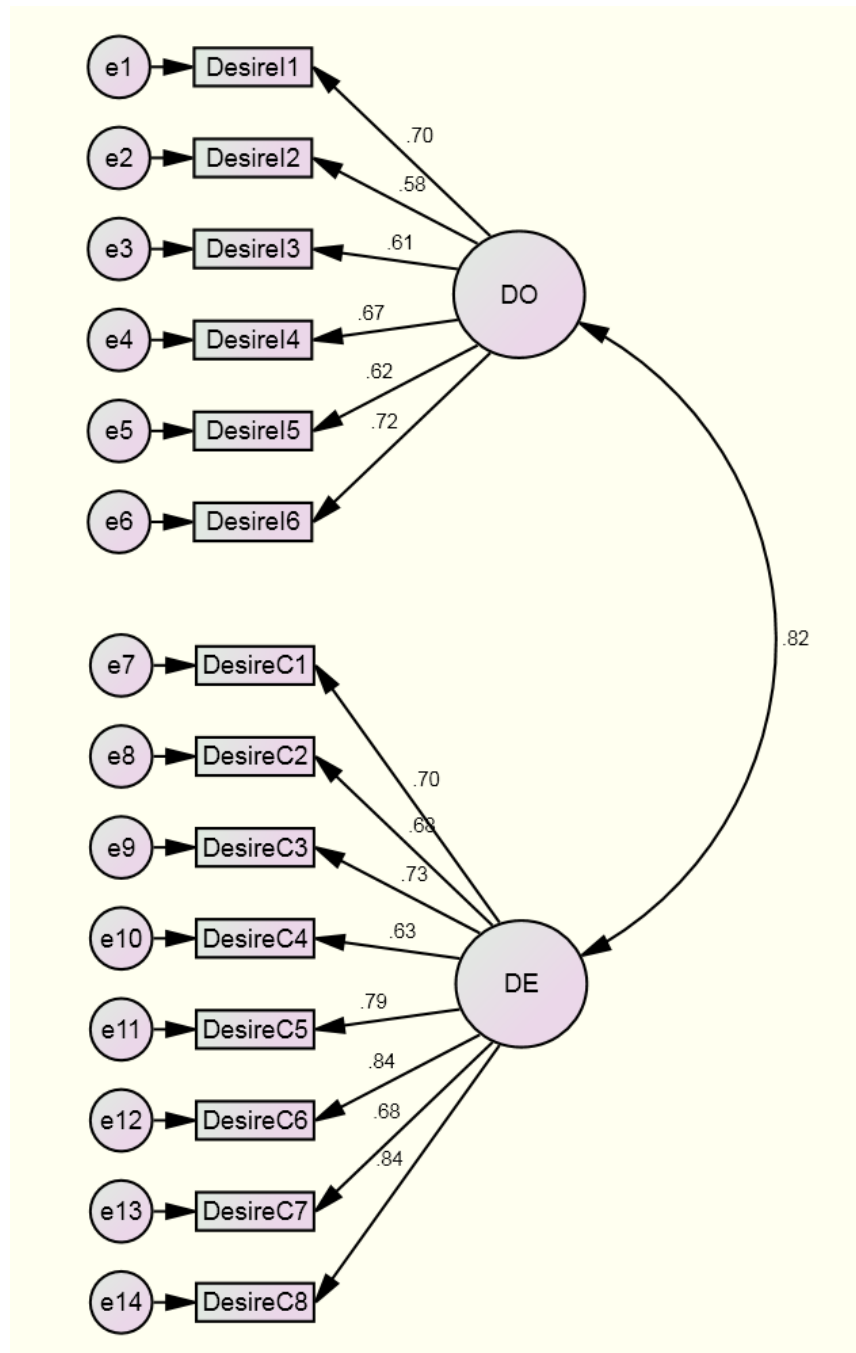 e1 DesireI1
.70
e2 DesireI2
.58
e3 DesireI3
.61
DO
e4 DesireI4
.67
e5 DesireI5
.62
.72
e6 DesireI6
.82
e7 DesireC1
e8 DesireC2
.70
.68
e9 DesireC3
.73
e10 DesireC4
.63
DE
e11 DesireC5
.79
e12 DesireC6
.84
.68
.84
e13 DesireC7
e14 DesireC8